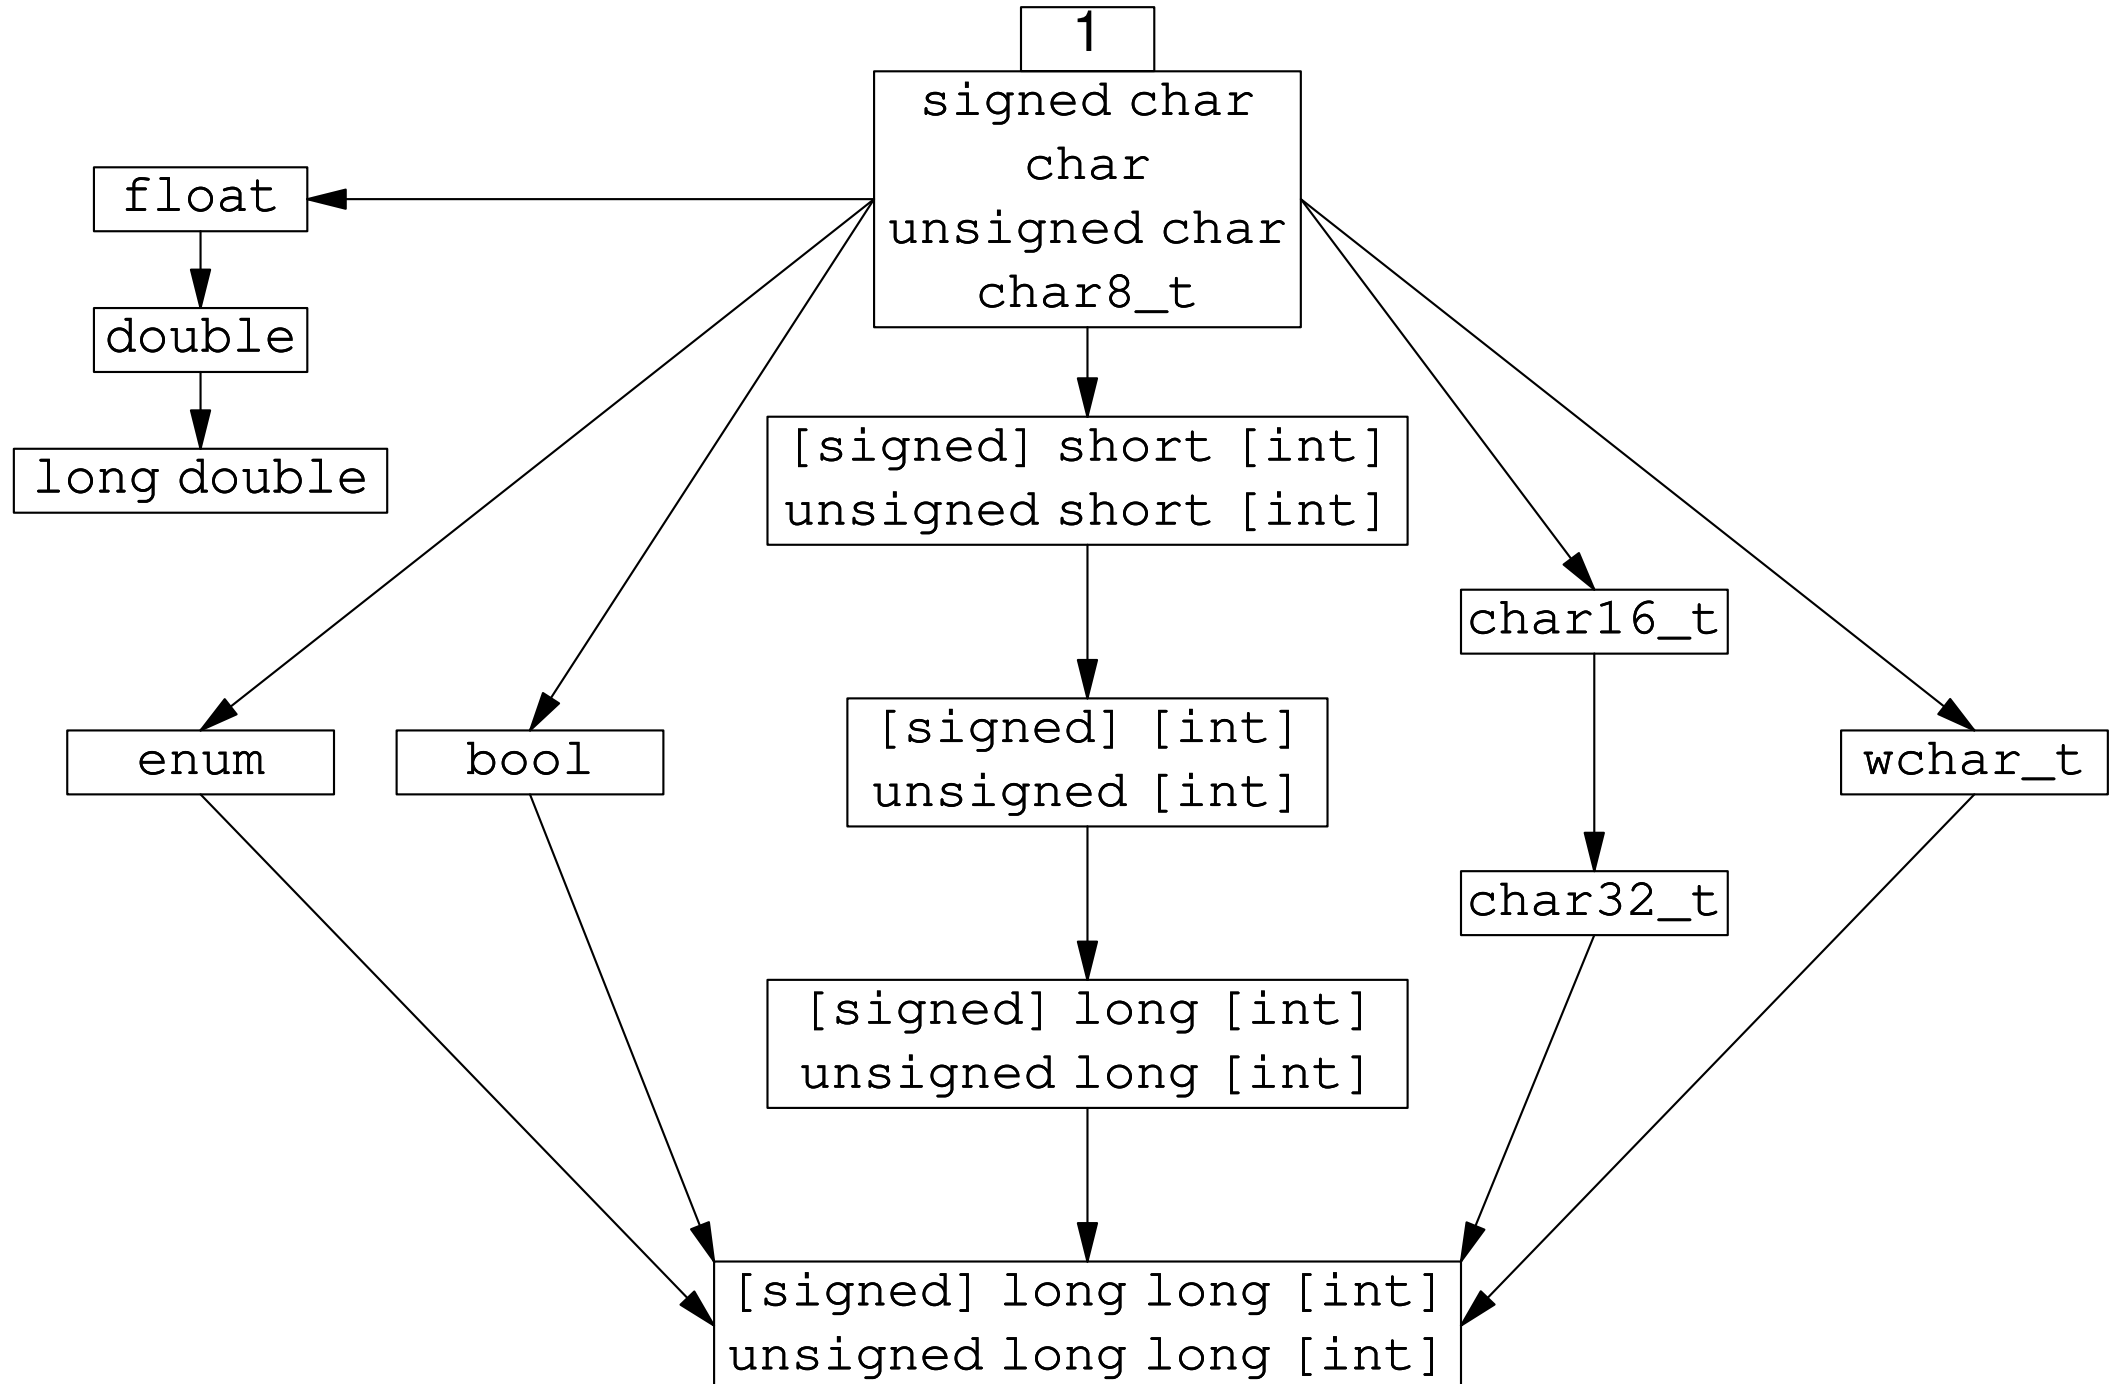 1
signed char
char
unsigned char
char8_t
float
double
long double
[signed] short [int]
unsigned short [int]
char16_t
enum
bool
[signed] [int]
unsigned [int]
wchar_t
char32_t
[signed] long [int]
unsigned long [int]
[signed] long long [int]
unsigned long long [int]